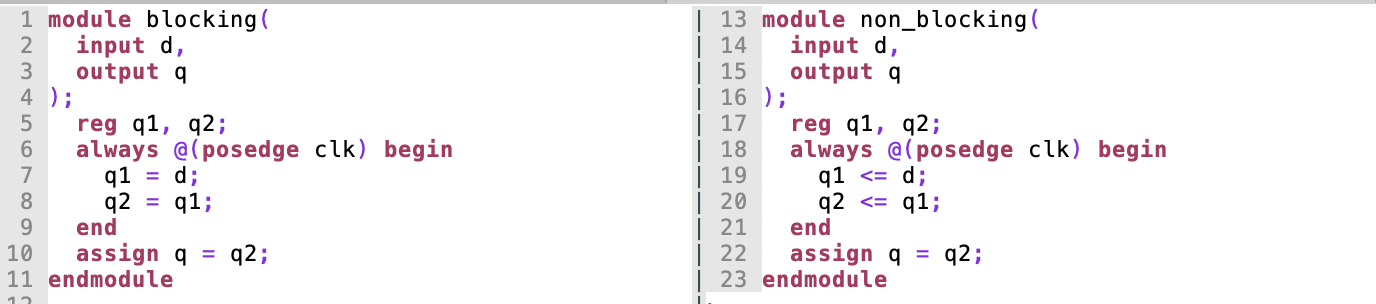 1 module blocking(
2   input d,
3   output q
4 );
5   reg q1, q2;
6   always @(posedge clk) begin
7     q1 = d;
8     q2 = q1;
9   end
10   assign q = q2;
11 endmodule
13 module non_blocking(
14   input d,
15   output q
16 );
17   reg q1, q2;
18   always @(posedge clk) begin
19     q1 <= d;
20     q2 <= q1;
21   end
22   assign q = q2;
23 endmodule